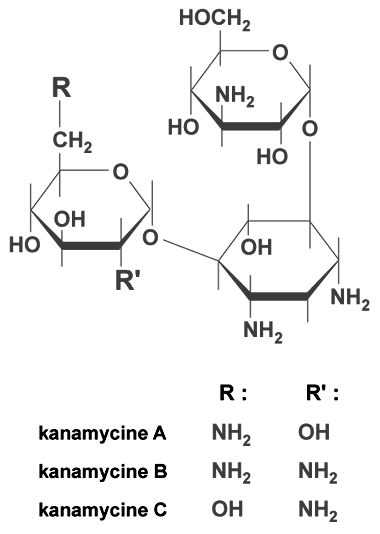 HOCH2
O
R
NH2
CH2
HO
O
O
HO
OH
O
HO
OH
R'
NH2
NH2
R : R' :
kanamycine A NH2 OH
kanamycine B NH2 NH2
kanamycine C OH NH2